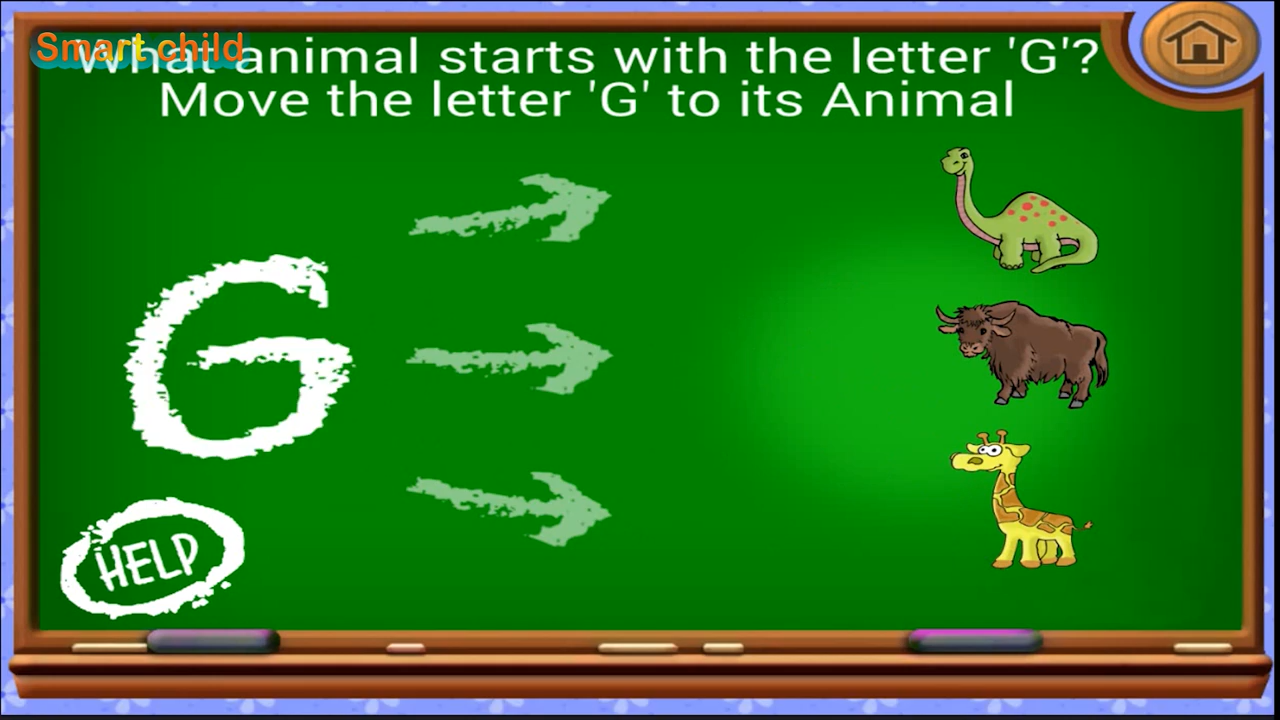 Smart child
What animal starts with the letter 'G'?
Move the letter 'G' to its Animal
G
HELP